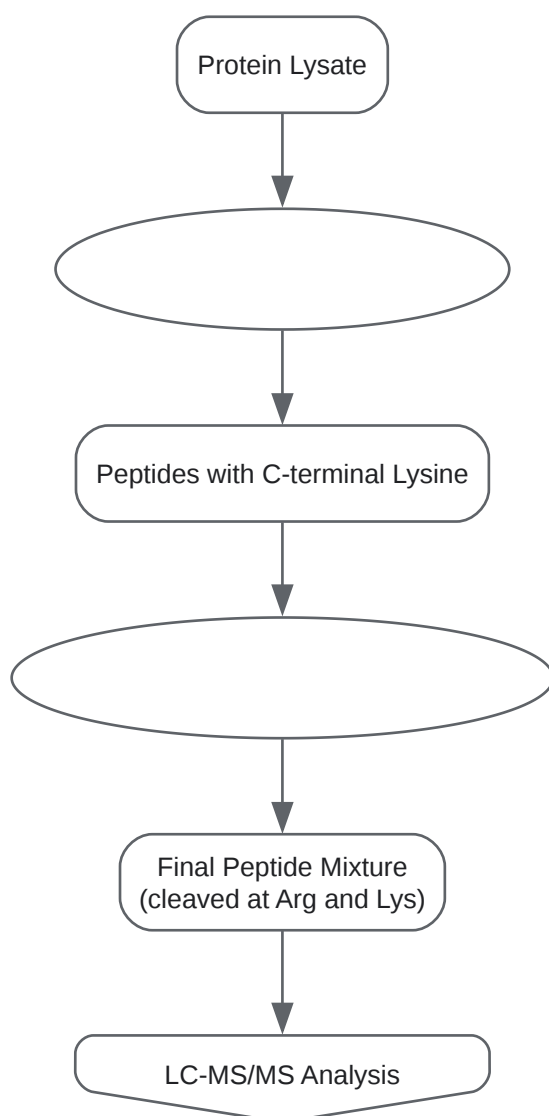 Protein Lysate
Peptides with C-terminal Lysine
Final Peptide Mixture
(cleaved at Arg and Lys)
LC-MS/MS Analysis